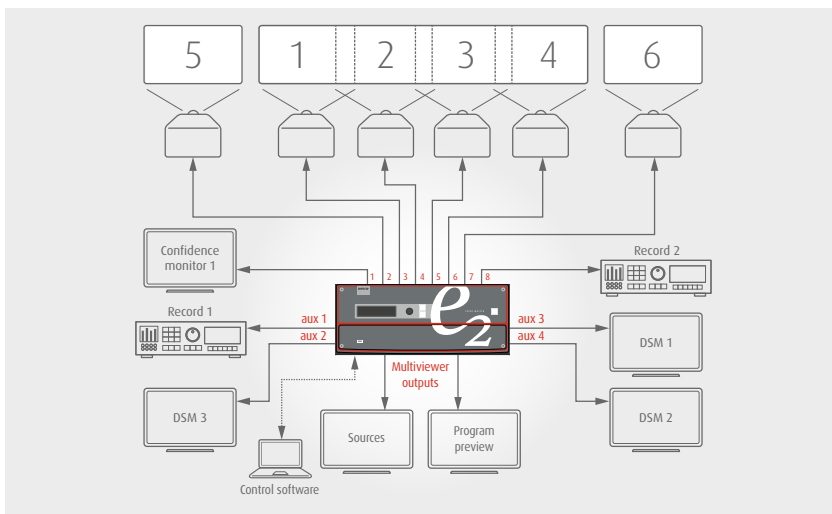 5
1
2
3
4
6
Confidence
monitor 1
1
2
3
4
5
6
7
8
Record 2
Record 1
aux 1
aux 2
e2
aux 3
aux 4
DSM 1
Multiviewer
outputs
DSM 3
Sources
Program
preview
DSM 2
Control software